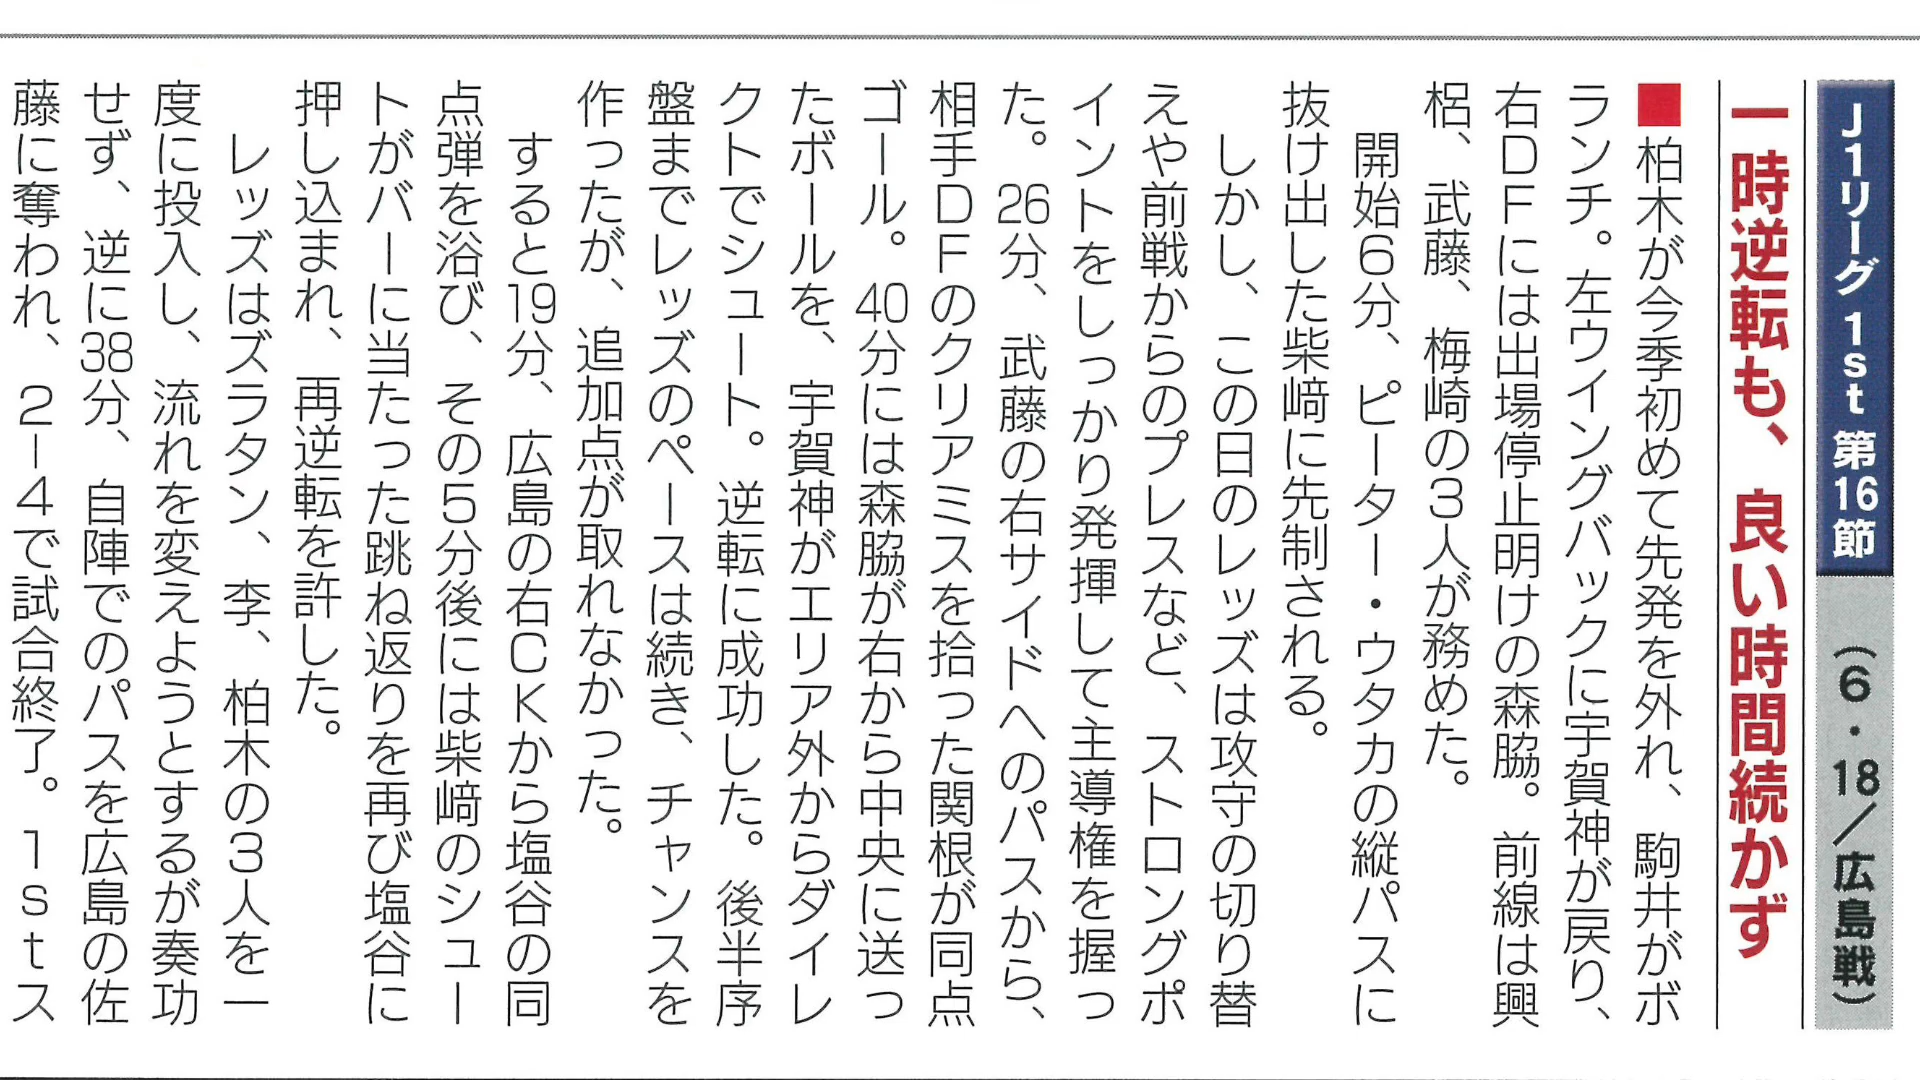 J1リーグ 1st 第16節（6・18／広島戦）
一時逆転も、良い時間続かず
■柏木が今季初めて先発を外れ、駒井がボ
ランチ。左ウイングバックに宇賀神が戻り、
右DFには出場停止明けの森脇。前線は興
梠、武藤、梅崎の3人が務めた。
開始6分、ピーター・ウタカの縦パスに
抜け出した柴﨑に先制される。
しかし、この日のレッズは攻守の切り替
えや前戦からのプレスなど、ストロングポ
イントをしっかり発揮して主導権を握っ
た。26分、武藤の右サイドへのパスから、
相手DFのクリアミスを拾った関根が同点
ゴール。40分には森脇が右から中央に送っ
たボールを、宇賀神がエリア外からダイレ
クトでシュート。逆転に成功した。後半序
盤までレッズのペースは続き、チャンスを
作ったが、追加点が取れなかった。
すると19分、広島の右CKから塩谷の同
点弾を浴び、その5分後には柴﨑のシュー
トがバーに当たった跳ね返りを再び塩谷に
押し込まれ、再逆転を許した。
レッズはズラタン、李、柏木の3人を一
度に投入し、流れを変えようとするが奏功
せず、逆に38分、自陣でのパスを広島の佐
藤に奪われ、2－4で試合終了。1stス